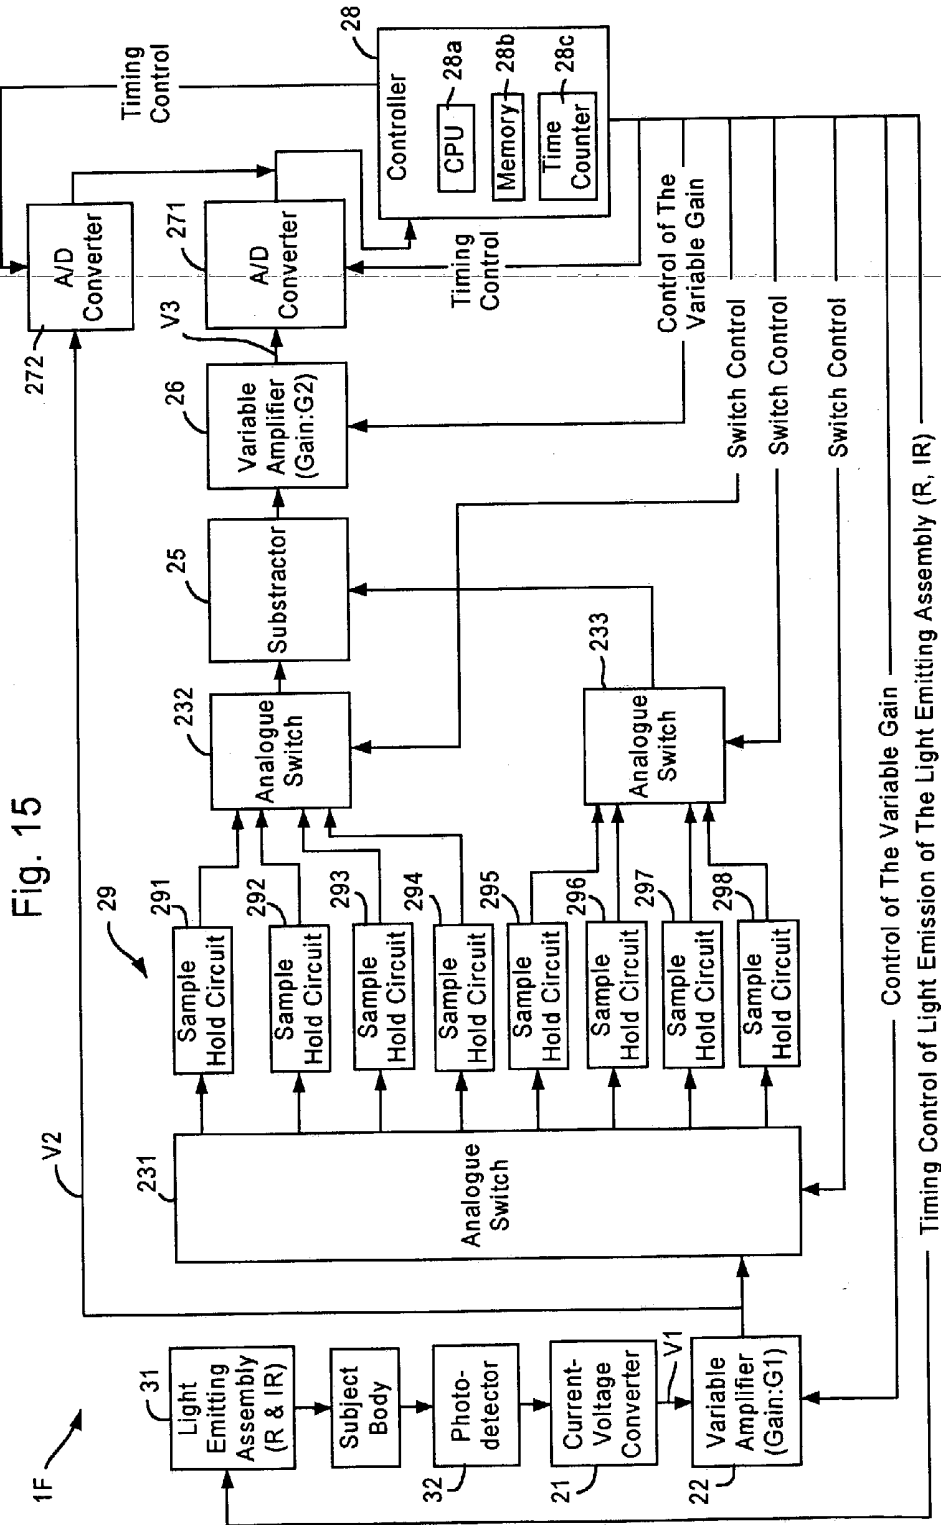 Fig. 15
1F
31
Light
Emitting
Assembly
(R & IR)
Subject
Body
Photo-
detector
32
Current-
Voltage
Converter
21
V1
Variable
Amplifier
(Gain:G1)
22
V2
231
Analogue
Switch
29
291
Sample
Hold Circuit
292
Sample
Hold Circuit
293
Sample
Hold Circuit
294
Sample
Hold Circuit
295
Sample
Hold Circuit
296
Sample
Hold Circuit
297
Sample
Hold Circuit
298
Sample
Hold Circuit
232
Analogue
Switch
233
Analogue
Switch
25
Substractor
26
Variable
Amplifier
(Gain:G2)
V3
272
A/D
Converter
271
A/D
Converter
Timing
Control
28
Controller
CPU
28a
Memory
28b
Time
Counter
28c
Timing
Control
Control of The
Variable Gain
Switch Control
Switch Control
Switch Control
Control of The Variable Gain
Timing Control of Light Emission of The Light Emitting Assembly (R, IR)